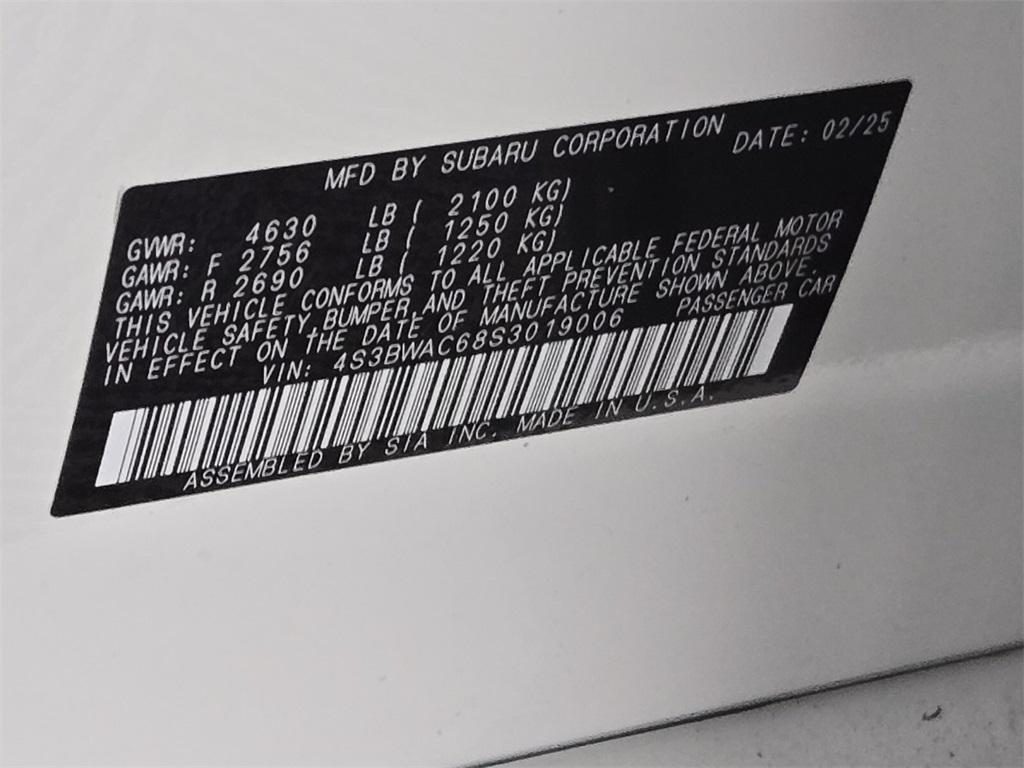 MFD BY SUBARU CORPORATION DATE: 02/25
GVWR: 4630 LB ( 2100 KG)
GAWR: F 2756 LB ( 1250 KG)
GAWR: R 2690 LB ( 1220 KG)
THIS VEHICLE CONFORMS TO ALL APPLICABLE FEDERAL MOTOR
VEHICLE SAFETY, BUMPER, AND THEFT PREVENTION STANDARDS
IN EFFECT ON THE DATE OF MANUFACTURE SHOWN ABOVE.
VIN: 4S3BWAC68S3019006 PASSENGER CAR
ASSEMBLED BY SIA INC. MADE IN U.S.A.